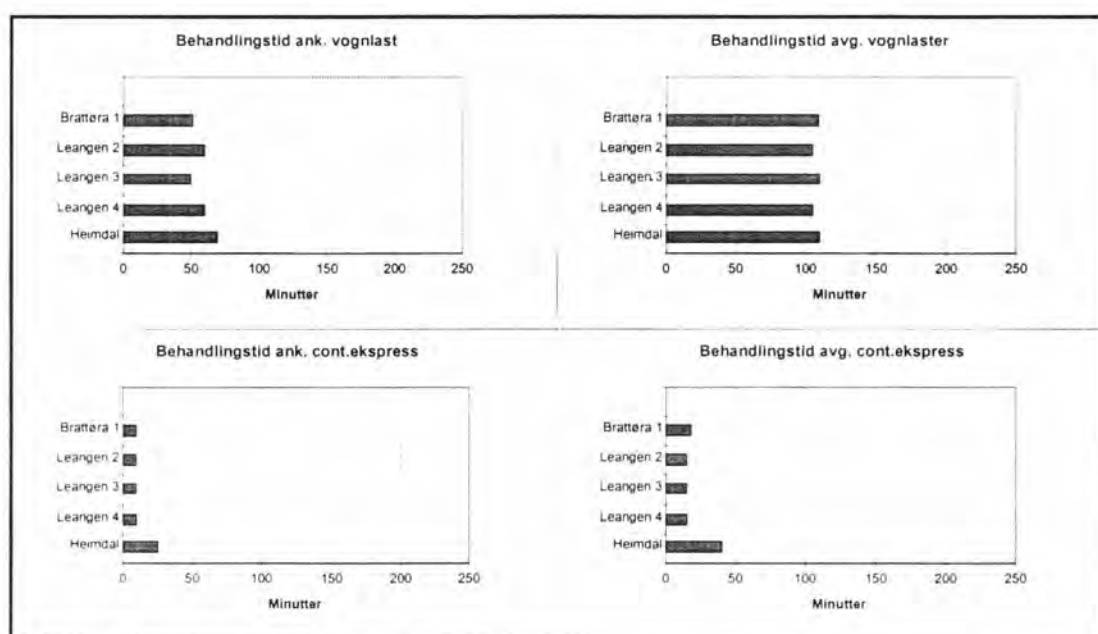 Behandlingstid ank. vognlast
Brattøra 1
Leangen 2
Leangen 3
Leangen 4
Heimdal
0 50 100 150 200 250
Minutter
Behandlingstid avg. vognlaster
Brattøra 1
Leangen 2
Leangen 3
Leangen 4
Heimdal
0 50 100 150 200 250
Minutter
Behandlingstid ank. cont.ekspress
Brattøra 1
Leangen 2
Leangen 3
Leangen 4
Heimdal
0 50 100 150 200 250
Minutter
Behandlingstid avg. cont.ekspress
Brattøra 1
Leangen 2
Leangen 3
Leangen 4
Heimdal
0 50 100 150 200 250
Minutter